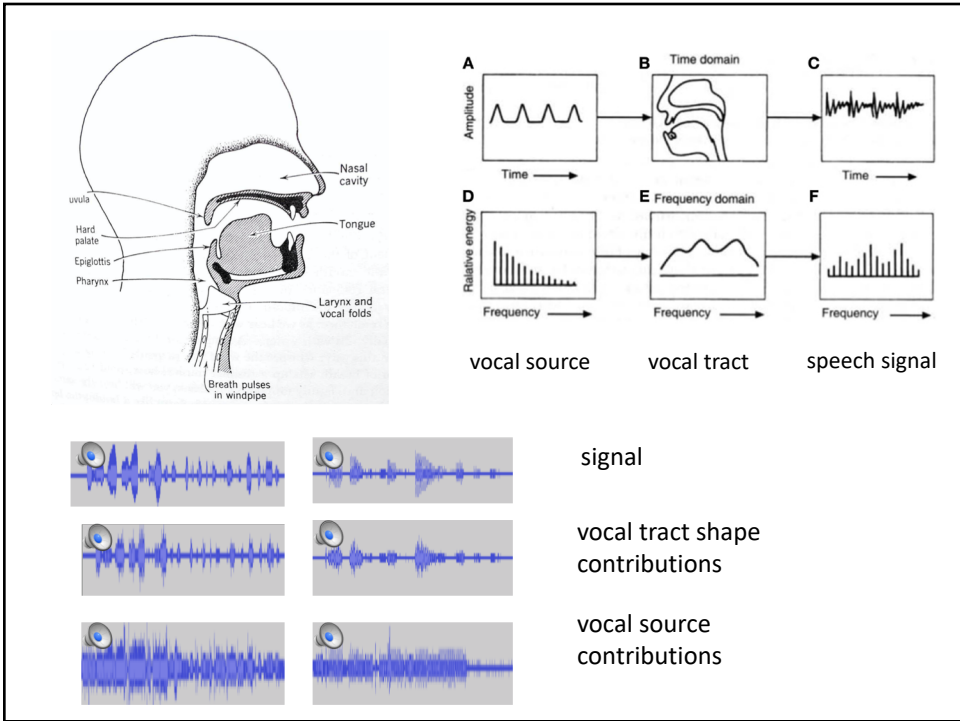 Nasal
cavity
uvula
Hard
palate
Tongue
Epiglottis
Pharynx
Larynx and
vocal folds
Breath pulses
in windpipe
A
B
C
Time domain
Amplitude
Time
Time
D
E
F
Frequency domain
Ralative energy
Frequency
Frequency
vocal source
vocal tract
speech signal
signal
vocal tract shape
contributions
vocal source
contributions